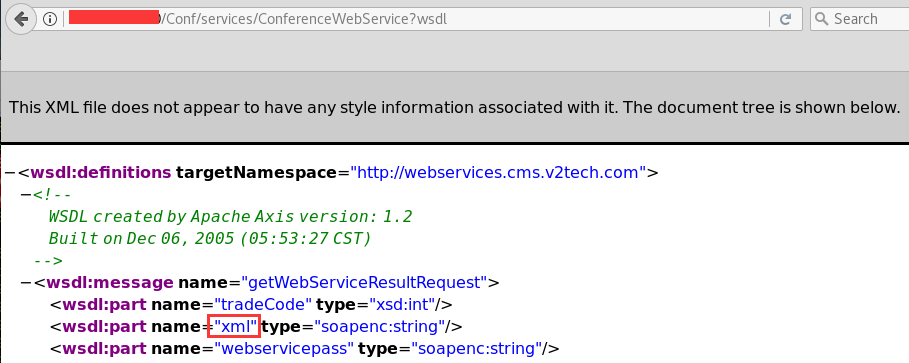 /Conf/services/ConferenceWebService?wsdl
Search
This XML file does not appear to have any style information associated with it. The document tree is shown below.
−<wsdl:definitions targetNamespace="http://webservices.cms.v2tech.com">
−<!--
WSDL created by Apache Axis version: 1.2
Built on Dec 06, 2005 (05:53:27 CST)
-->
−<wsdl:message name="getWebServiceResultRequest">
<wsdl:part name="tradeCode" type="xsd:int"/>
<wsdl:part name="xml" type="soapenc:string"/>
<wsdl:part name="webservicepass" type="soapenc:string"/>